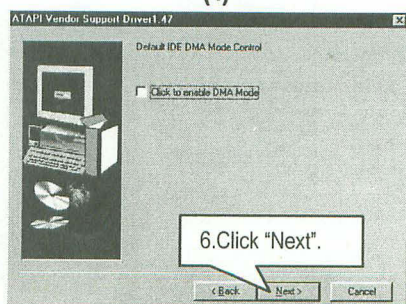 ATAPI Vendor Support Driver1.47
Default IDE DMA Mode Control
Click to enable DMA Mode
6.Click “Next”.
< Back
Next >
Cancel